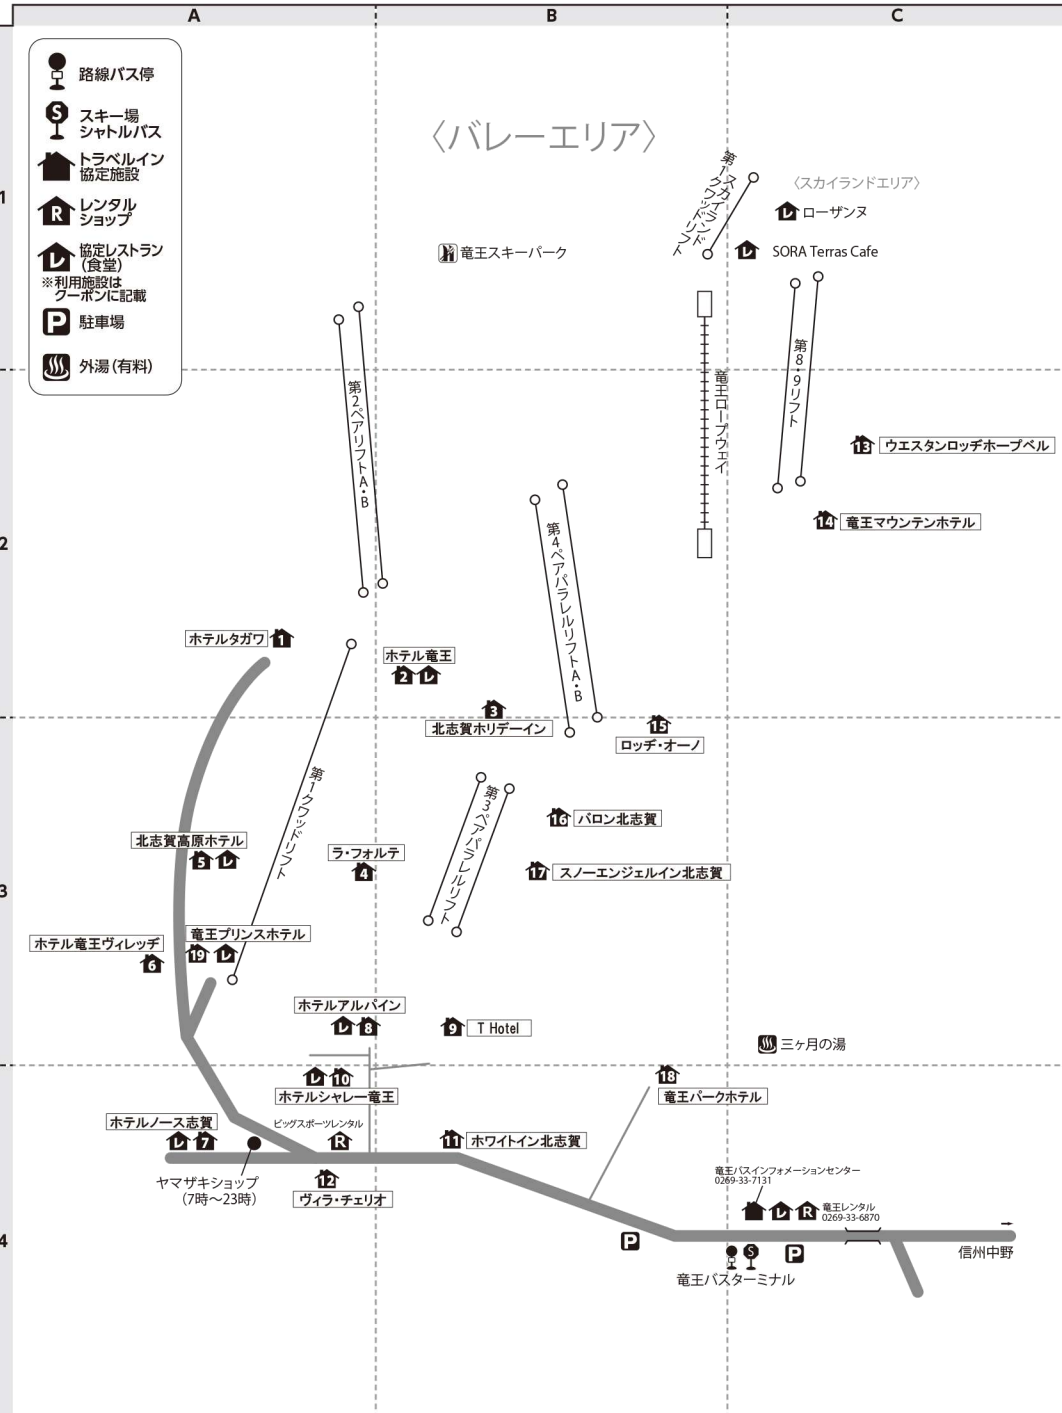 A
B
C
1
2
3
4
路線バス停
S
スキー場
シャトルバス
トラベルイン
協定施設
R
レンタル
ショップ
レ
協定レストラン
(食堂)
※利用施設は
クーポンに記載
P
駐車場
外湯(有料)
〈バレーエリア〉
第1スカイランド
クワッドリフト
〈スカイランドエリア〉
レ ローザンヌ
竜王スキーパーク
レ SORA Terras Cafe
第2ペアリフトA・B
竜王ロープウェイ
第8・9リフト
13 ウエスタンロッヂホープベル
14 竜王マウンテンホテル
第4ペアパラレルリフトA・B
ホテルタガワ 1
ホテル竜王
2 レ
3
北志賀ホリデーイン
15
ロッヂ・オーノ
第1クワッドリフト
第3ペアパラレルリフト
16 バロン北志賀
北志賀高原ホテル
5 レ
ラ・フォルテ
4
17 スノーエンジェルイン北志賀
ホテル竜王ヴィレッヂ
6
竜王プリンスホテル
19 レ
ホテルアルパイン
レ 8
9 T Hotel
三ヶ月の湯
レ 10
ホテルシャレー竜王
18
竜王パークホテル
ホテルノース志賀
レ 7
ビッグスポーツレンタル
R
11 ホワイトイン北志賀
ヤマザキショップ
(7時〜23時)
12
ヴィラ・チェリオ
竜王バスインフォメーションセンター
0269-33-7131
レ R
竜王レンタル
0269-33-6870
P
S
P
竜王バスターミナル
→
信州中野